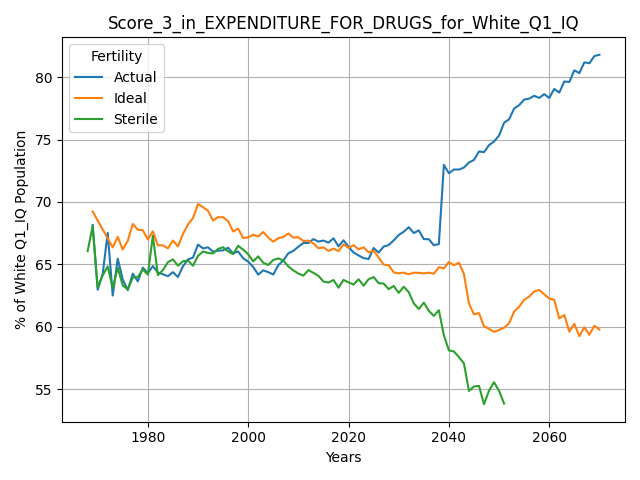 Score_3_in_EXPENDITURE_FOR_DRUGS_for_White_Q1_IQ
Fertility
Actual
Ideal
Sterile
% of White Q1_IQ Population
80
75
70
65
60
55
1980
2000
2020
2040
2060
Years